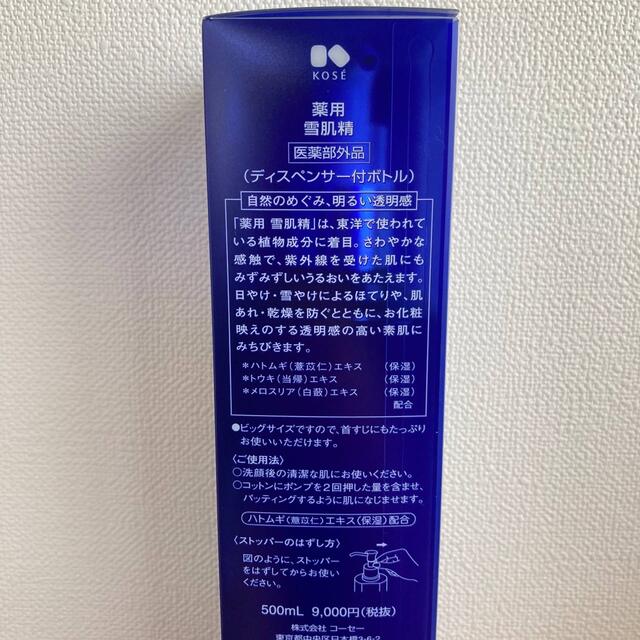 KOSÉ
薬用
雪肌精
医薬部外品
(ディスペンサー付ボトル)
自然のめぐみ、明るい透明感
「薬用 雪肌精」は、東洋で使われて
いる植物成分に着目。さわやかな
感触で、紫外線を受けた肌にも
みずみずしいうるおいをあたえます。
日やけ・雪やけによるほてりや、肌
あれ・乾燥を防ぐとともに、お化粧
映えのする透明感の高い素肌に
みちびきます。
*ハトムギ(薏苡仁)エキス (保湿)
*トウキ(当帰)エキス (保湿)
*メロスリア(白蘞)エキス (保湿)
配合
●ビッグサイズですので、首すじにもたっぷり
お使いいただけます。
〈ご使用法〉
○洗顔後の清潔な肌にお使いください。
○コットンにポンプを2回押した量を含ませ、
パッティングするように肌になじませます。
ハトムギ(薏苡仁)エキス(保湿)配合
〈ストッパーのはずし方〉
図のように、ストッパー
をはずしてからお使い
ください。
500mL 9,000円(税抜)
株式会社 コーセー
東京都中央区日本橋3-6-2